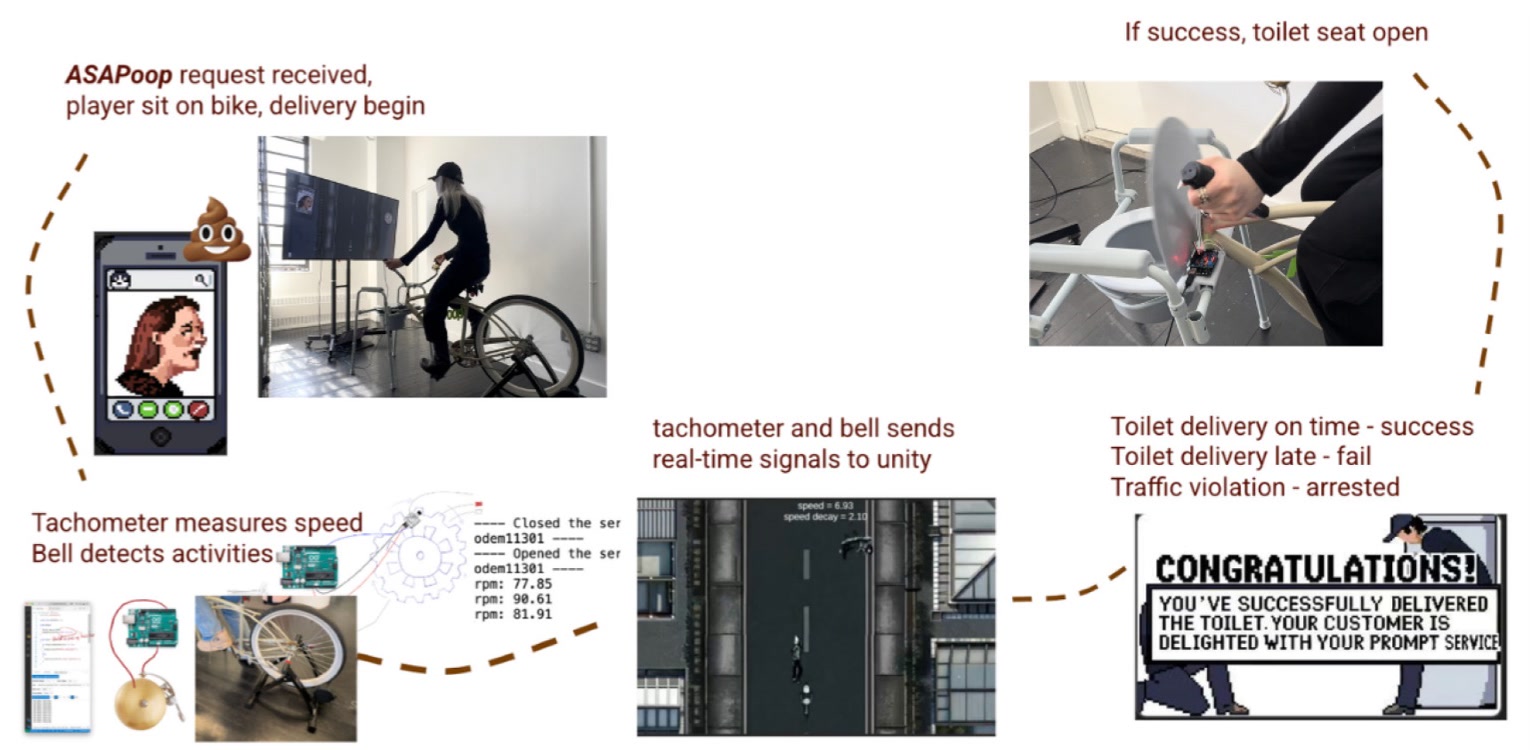 ASAPoop request received,
player sit on bike, delivery begin
Tachometer measures speed
Bell detects activities
---- Closed the ser
odem11301 ----
---- Opened the ser
odem11301 ----
rpm: 77.85
rpm: 90.61
rpm: 81.91
tachometer and bell sends
real-time signals to unity
speed = 6.93
speed decay = 2.10
If success, toilet seat open
Toilet delivery on time - success
Toilet delivery late - fail
Traffic violation - arrested
CONGRATULATIONS!
YOU'VE SUCCESSFULLY DELIVERED
THE TOILET. YOUR CUSTOMER IS
DELIGHTED WITH YOUR PROMPT SERVICE